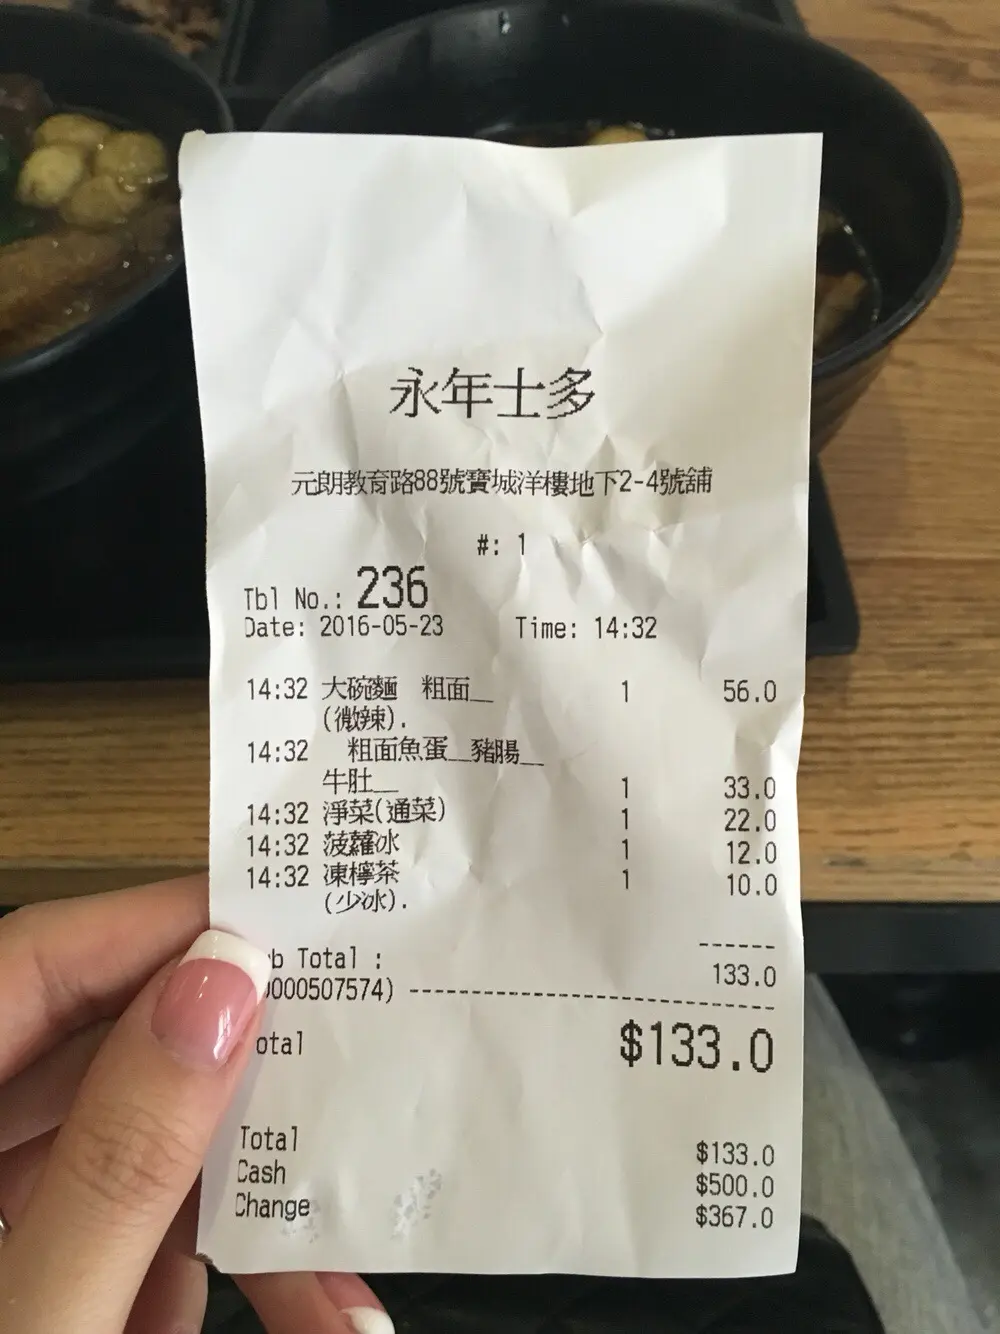 永年士多
元朗教育路88號寶城洋樓地下2-4號舖
#: 1
Tbl No.: 236
Date: 2016-05-23 Time: 14:32
14:32 大碗麵 粗面__ 1 56.0
(微辣).
14:32 粗面魚蛋__豬腸__
牛肚__ 1 33.0
14:32 淨菜(通菜) 1 22.0
14:32 菠蘿冰 1 12.0
14:32 凍檸茶 1 10.0
(少冰).
------
b Total : 133.0
0000507574) ------------------------------
otal $133.0
Total $133.0
Cash $500.0
Change $367.0